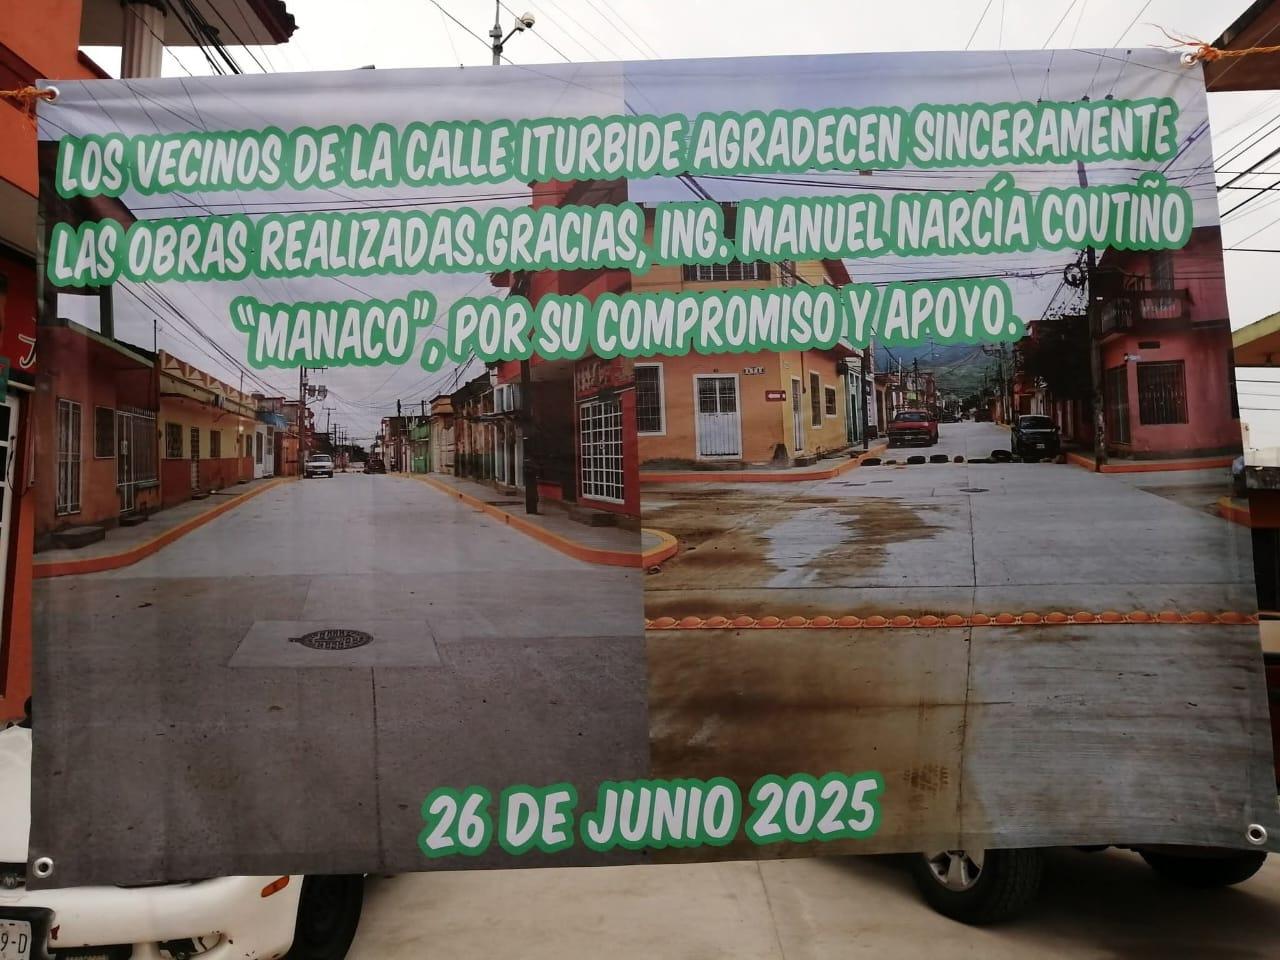 LOS VECINOS DE LA CALLE ITURBIDE AGRADECEN SINCERAMENTE
LAS OBRAS REALIZADAS.GRACIAS, ING. MANUEL NARCÍA COUTIÑO
"MANACO", POR SU COMPROMISO Y APOYO.
26 DE JUNIO 2025
9-D